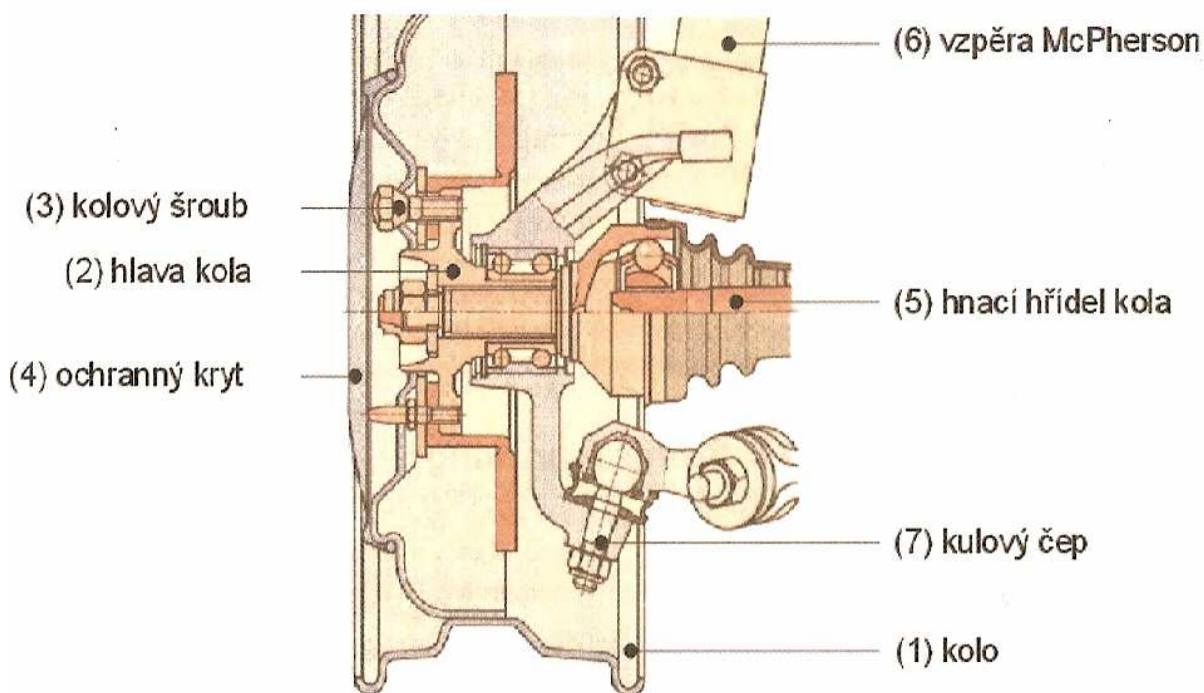 (6) vzpěra McPherson
(3) kolový šroub
(2) hlava kola
(5) hnací hřídel kola
(4) ochranný kryt
(7) kulový čep
(1) kolo